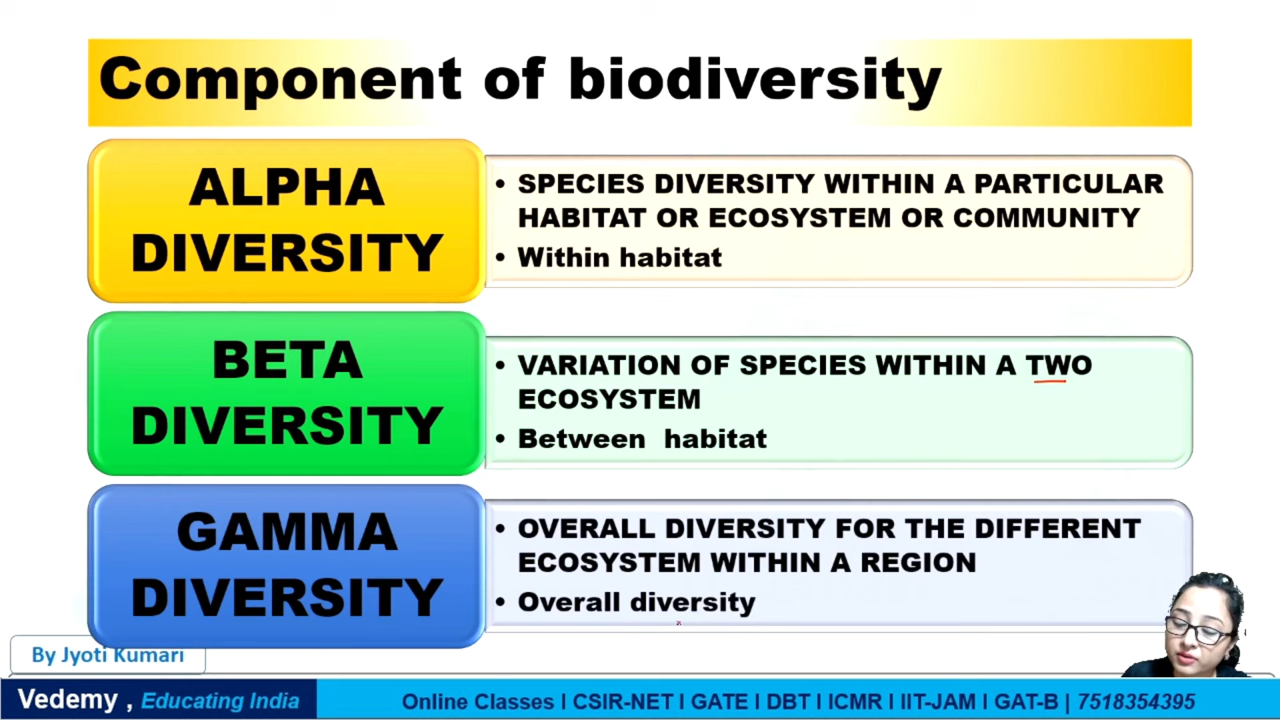 Component of biodiversity
ALPHA
DIVERSITY
• SPECIES DIVERSITY WITHIN A PARTICULAR
HABITAT OR ECOSYSTEM OR COMMUNITY
• Within habitat
BETA
DIVERSITY
• VARIATION OF SPECIES WITHIN A TWO
ECOSYSTEM
• Between habitat
GAMMA
DIVERSITY
• OVERALL DIVERSITY FOR THE DIFFERENT
ECOSYSTEM WITHIN A REGION
• Overall diversity
By Jyoti Kumari
Vedemy , Educating India
Online Classes I CSIR-NET I GATE I DBT I ICMR I IIT-JAM I GAT-B | 7518354395